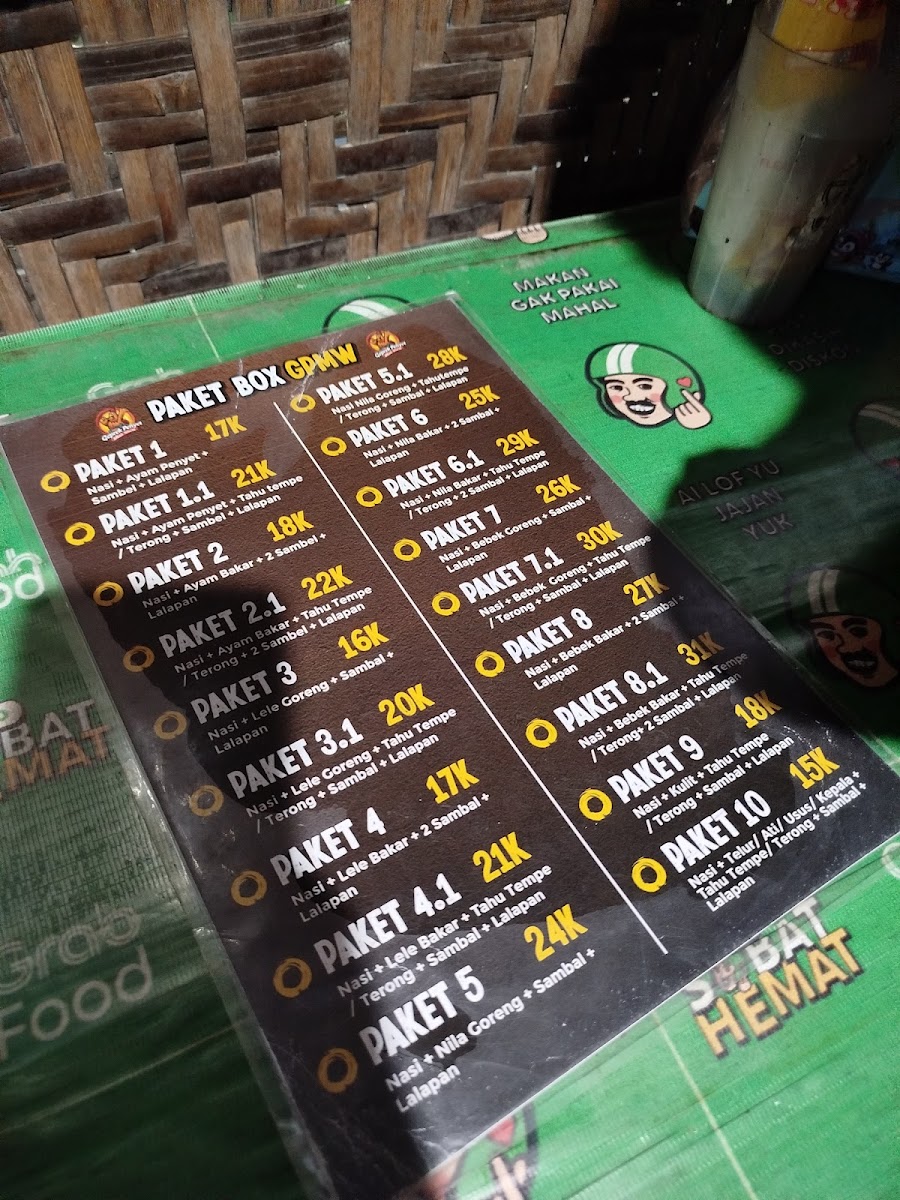 MAKAN
GAK PAKAI
MAHAL
PAKET BOX GPMW
PAKET 1 17K
Nasi + Ayam Penyet +
Sambel + Lalapan
PAKET 1.1 21K
Nasi + Ayam Penyet + Tahu tempe
/ Terong + Sambel + Lalapan
PAKET 2 18K
Nasi + Ayam Bakar + 2 Sambel +
Lalapan
PAKET 2.1 22K
Nasi + Ayam Bakar + Tahu Tempe
/ Terong + 2 Sambel + Lalapan
PAKET 3 16K
Nasi + Lele Goreng + Sambal +
Lalapan
PAKET 3.1 20K
Nasi + Lele Goreng + Tahu Tempe
/ Terong + Sambal + Lalapan
PAKET 4 17K
Nasi + Lele Bakar + 2 Sambal +
Lalapan
PAKET 4.1 21K
Nasi + Lele Bakar + Tahu Tempe
/ Terong + Sambal + Lalapan
PAKET 5 24K
Nasi + Nila Goreng + Sambal +
Lalapan
PAKET 5.1 28K
Nasi Nila Goreng + Tahutempe
/ Terong + Sambal + Lalapan
PAKET 6 25K
Nasi + Nila Bakar + 2 Sambal +
Lalapan
PAKET 6.1 29K
Nasi + Nila Bakar + Tahu Tempe
/ Terong + 2 Sambal + Lalapan
PAKET 7 26K
Nasi + Bebek Goreng + Sambal +
Lalapan
PAKET 7.1 30K
Nasi + Bebek Goreng + Tahu Tempe
/ Terong + Sambal + Lalapan
PAKET 8 27K
Nasi + Bebek Bakar + 2 Sambal +
Lalapan
PAKET 8.1 31K
Nasi + Bebek Bakar + Tahu Tempe
/ Terong+ 2 Sambal + Lalapan
PAKET 9 18K
Nasi + Kulit + Tahu Tempe
/ Terong + Sambal + Lalapan
PAKET 10 15K
Nasi + Telur/ Ati/ Usus/ Kepala +
Tahu Tempe/ Terong + Sambal +
Lalapan
AI LOF YU
JAJAN
YUK
BAT
MAT
Grab
Food
S BAT
HEMAT